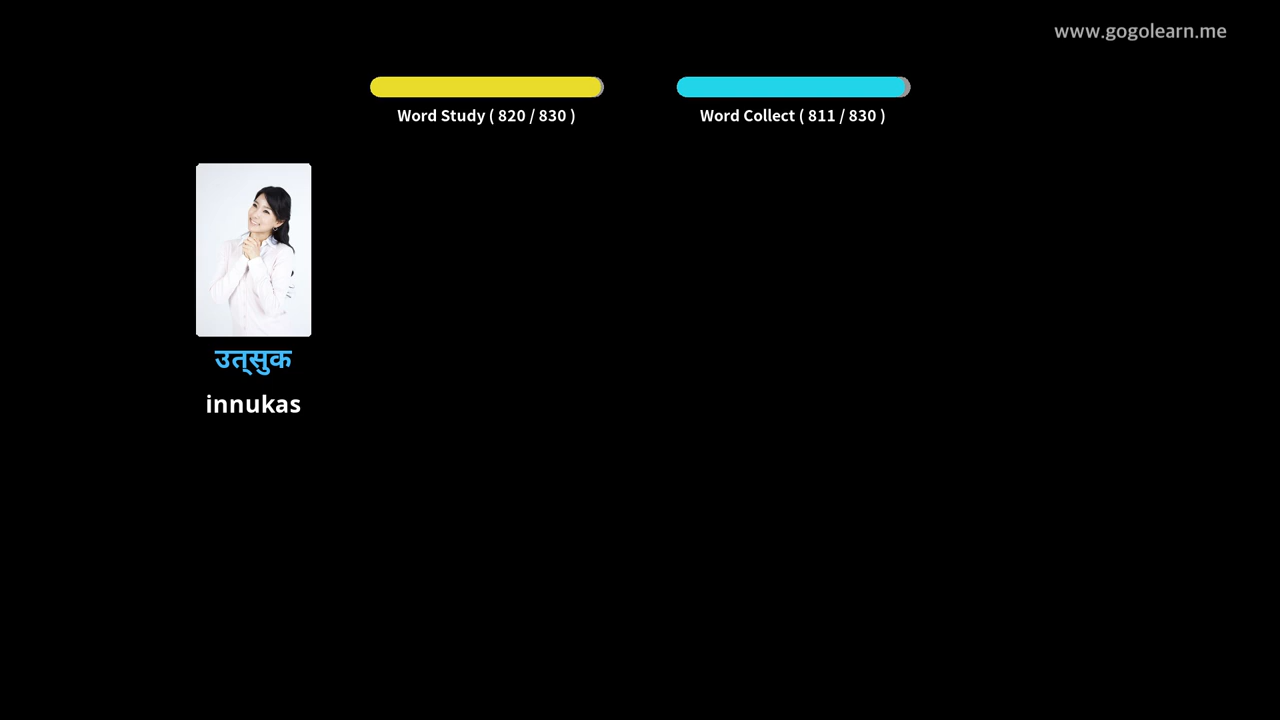 www.gogolearn.me
Word Study ( 820 / 830 )
Word Collect ( 811 / 830 )
उत्सुक
innukas